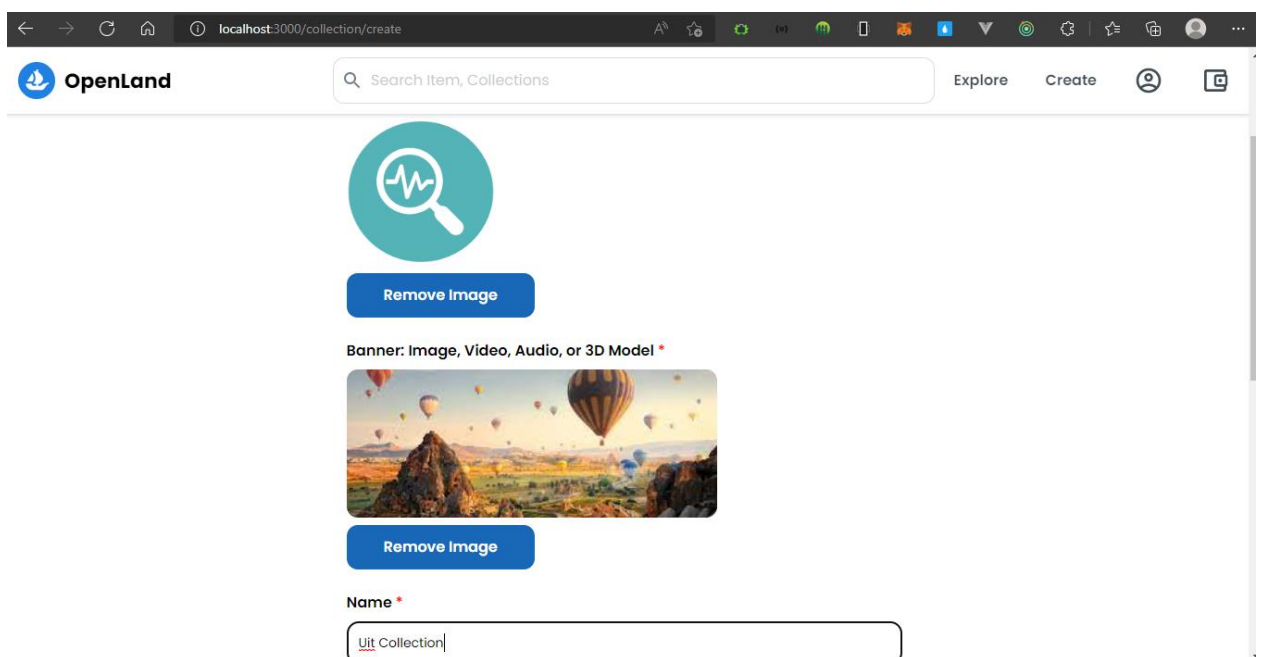 localhost:3000/collection/create
OpenLand
Search Item, Collections
Explore
Create
Remove Image
Banner: Image, Video, Audio, or 3D Model *
Remove Image
Name *
Uit Collection